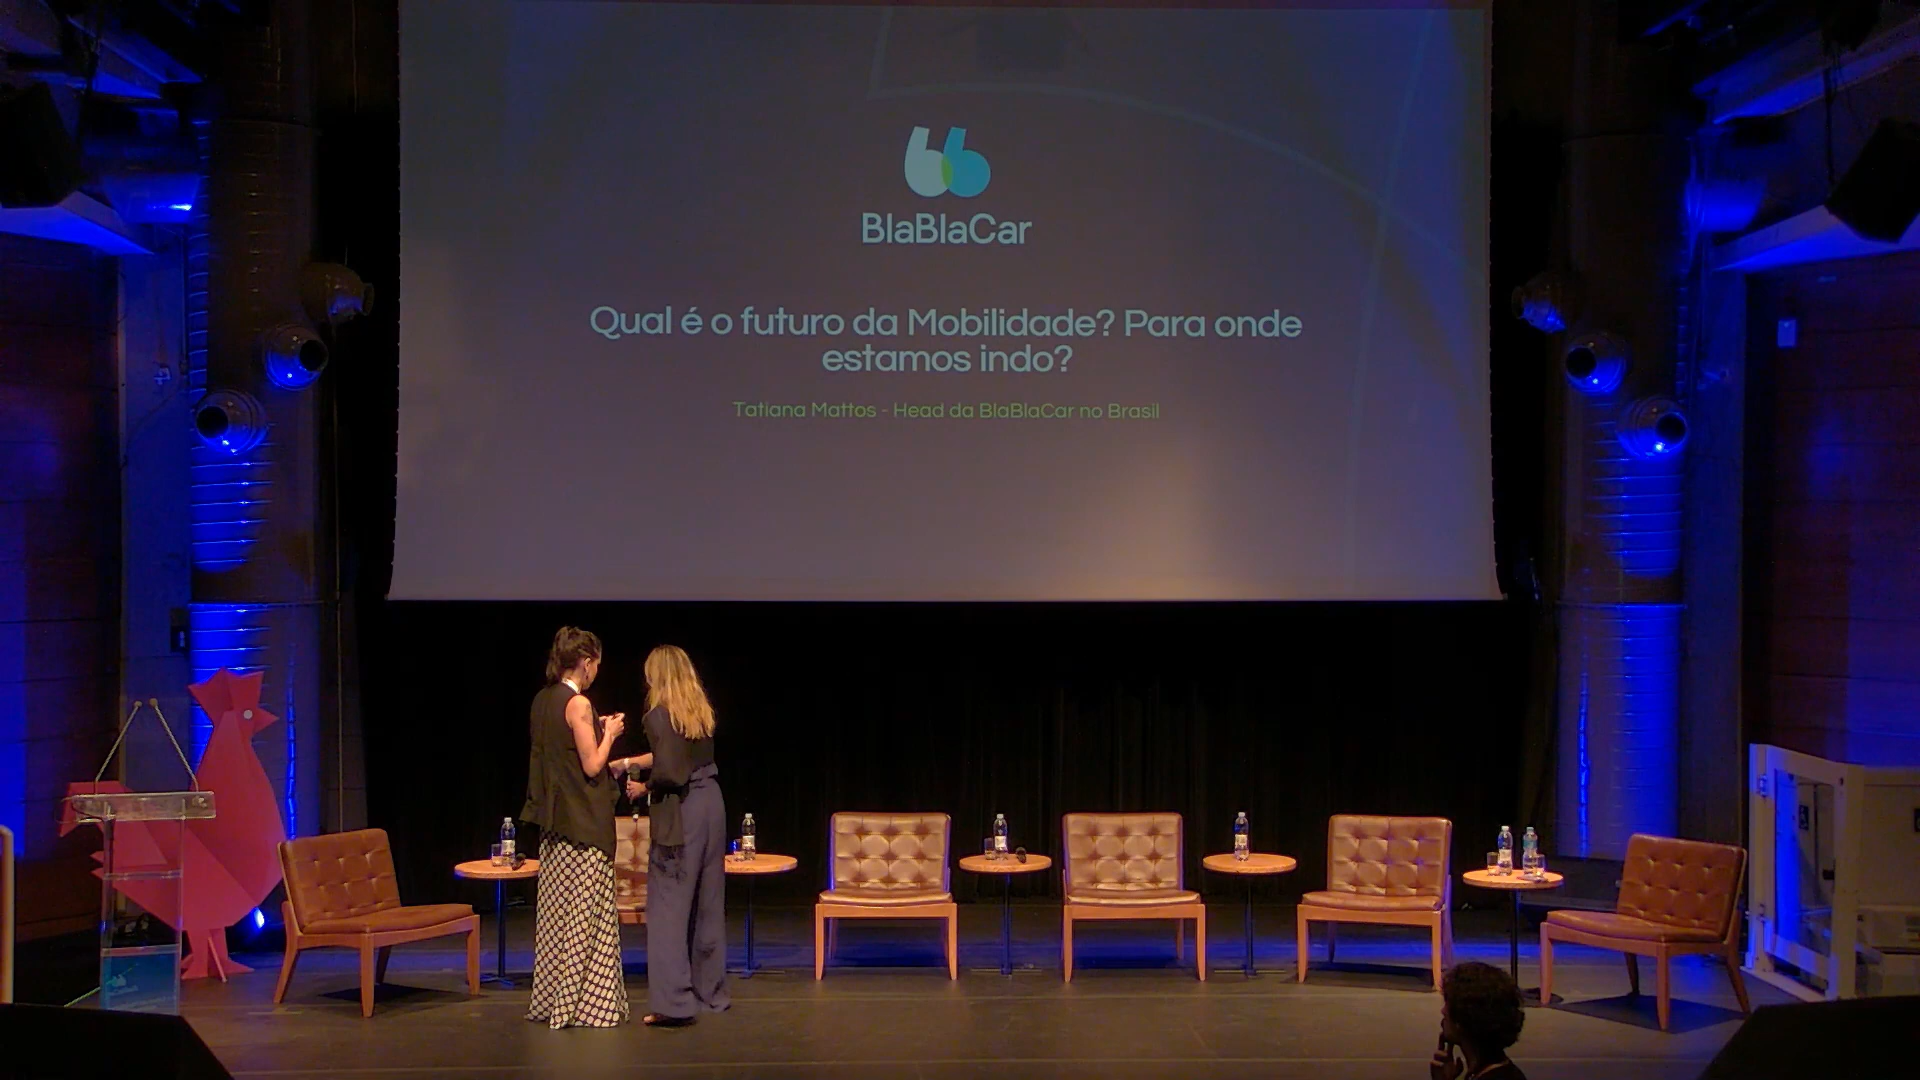 BlaBlaCar
Qual é o futuro da Mobilidade? Para onde
estamos indo?
Tatiana Mattos - Head da BlaBlaCar no Brasil